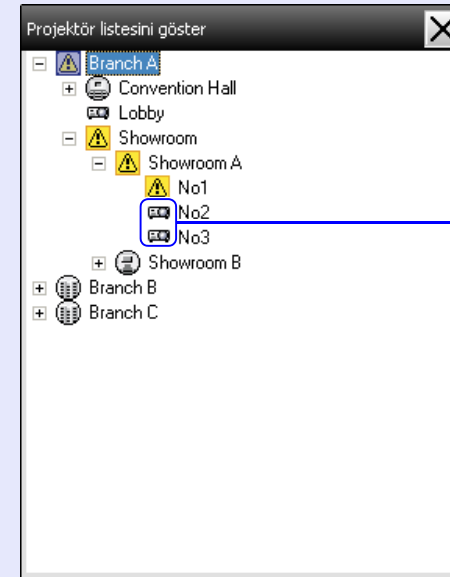 Projektör listesini göster
Branch A
Convention Hall
Lobby
Showroom
Showroom A
No1
No2
No3
Showroom B
Branch B
Branch C